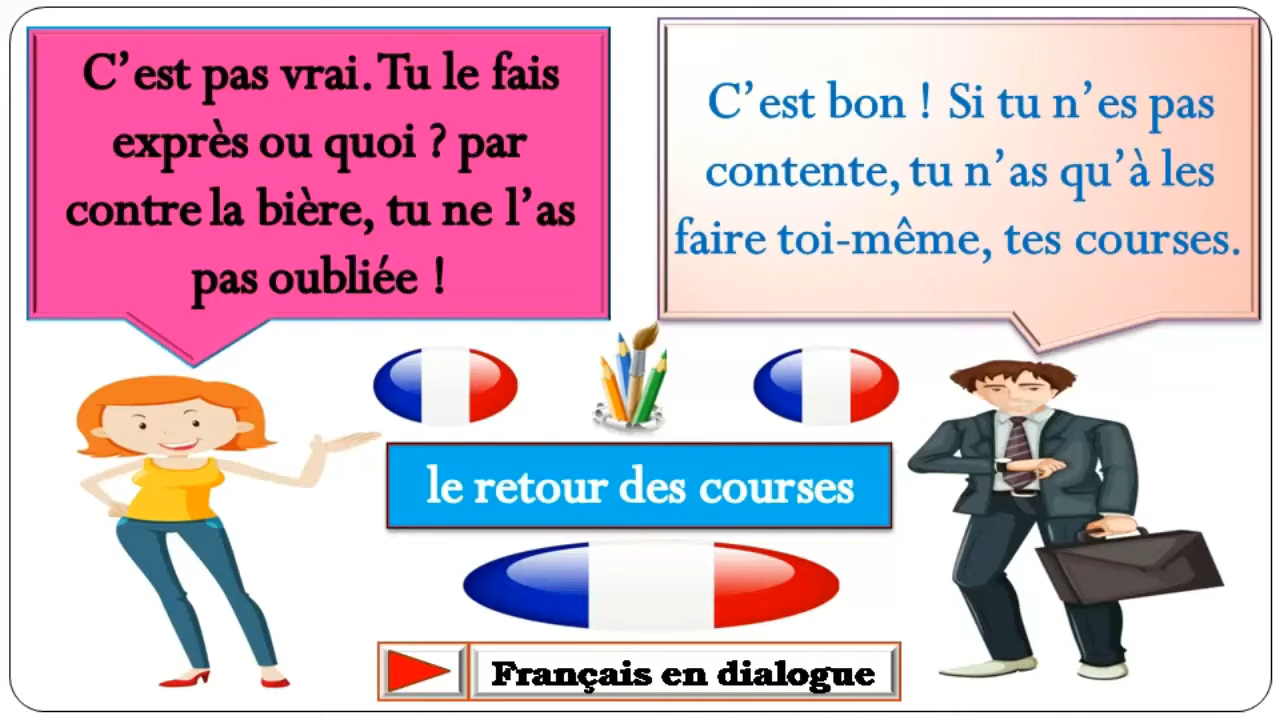 C’est pas vrai. Tu le fais
exprès ou quoi ? par
contre la bière, tu ne l’as
pas oubliée !
C’est bon ! Si tu n’es pas
contente, tu n’as qu’à les
faire toi-même, tes courses.
le retour des courses
Français en dialogue